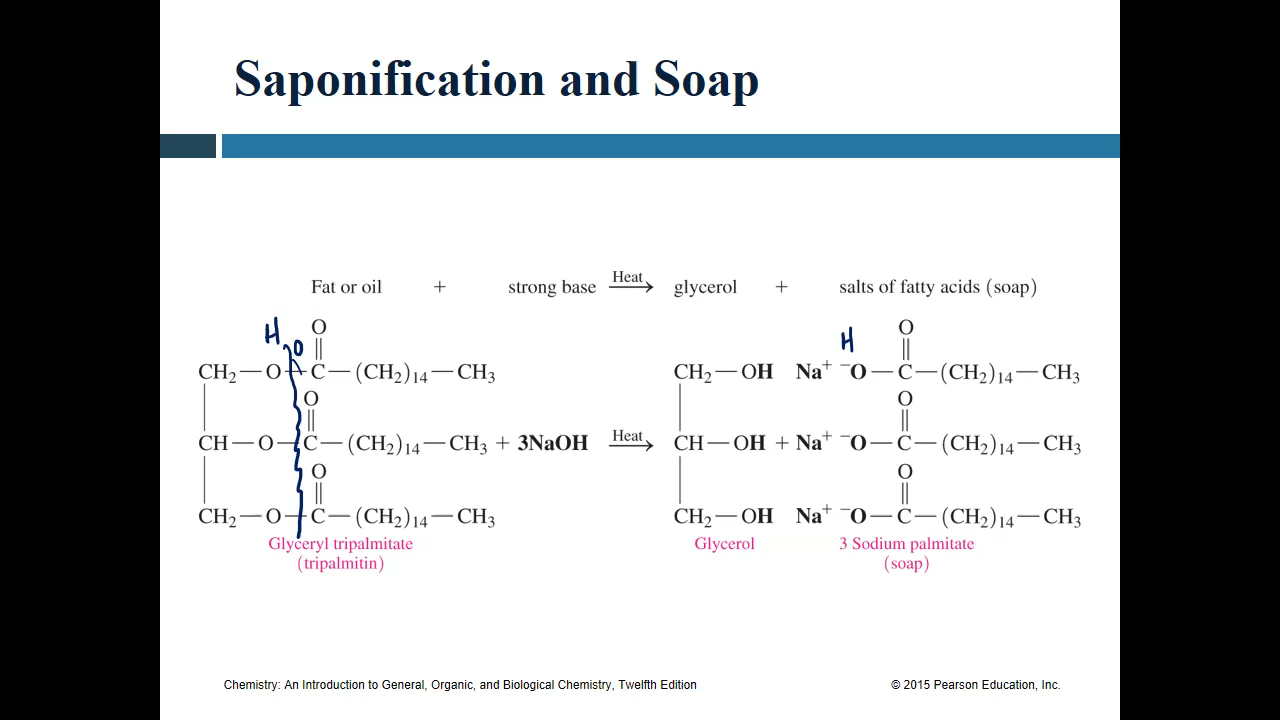 Saponification and Soap
Fat or oil + strong base Heat⟶ glycerol + salts of fatty acids (soap)
H₂O O H O
CH₂—O—C—(CH₂)₁₄—CH₃ CH₂—OH Na⁺ ⁻O—C—(CH₂)₁₄—CH₃
O O
CH—O—C—(CH₂)₁₄—CH₃ + 3NaOH Heat⟶ CH—OH + Na⁺ ⁻O—C—(CH₂)₁₄—CH₃
O O
CH₂—O—C—(CH₂)₁₄—CH₃ CH₂—OH Na⁺ ⁻O—C—(CH₂)₁₄—CH₃
Glyceryl tripalmitate Glycerol 3 Sodium palmitate
(tripalmitin) (soap)
Chemistry: An Introduction to General, Organic, and Biological Chemistry, Twelfth Edition © 2015 Pearson Education, Inc.